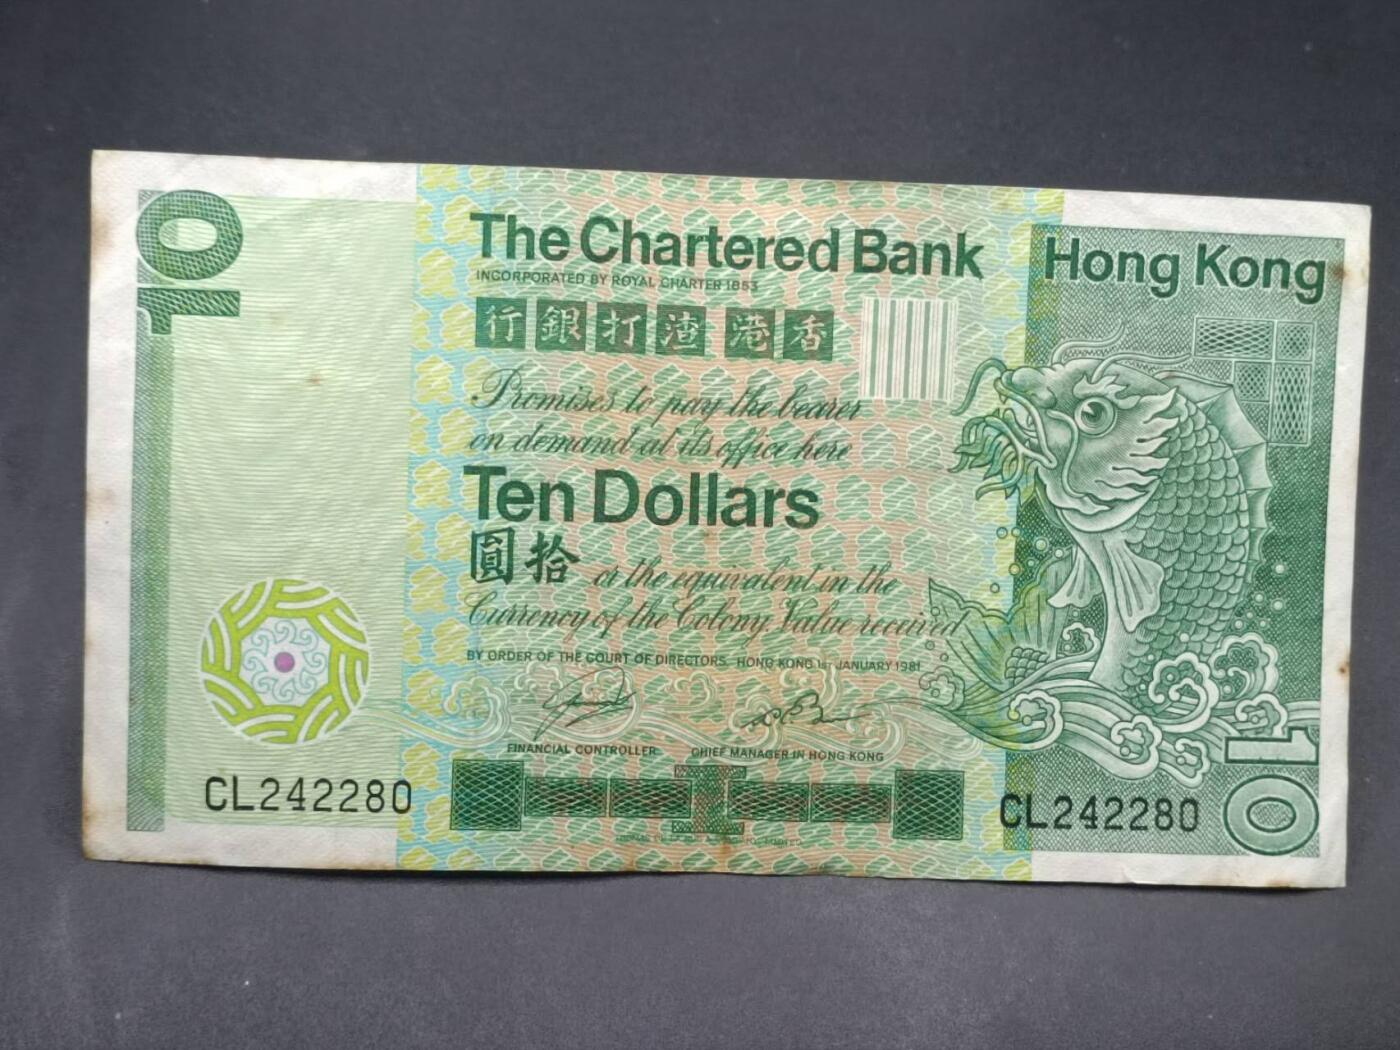 10
The Chartered Bank
Hong Kong
INCORPORATED BY ROYAL CHARTER 1853
行銀打渣港香
Promises to pay the bearer
on demand at its office here
Ten Dollars
圓拾 or the equivalent in the
Currency of the Colony. Value received
BY ORDER OF THE COURT OF DIRECTORS. HONG KONG 1ST JANUARY 1981
FINANCIAL CONTROLLER CHIEF MANAGER IN HONG KONG
CL242280
CL242280
10